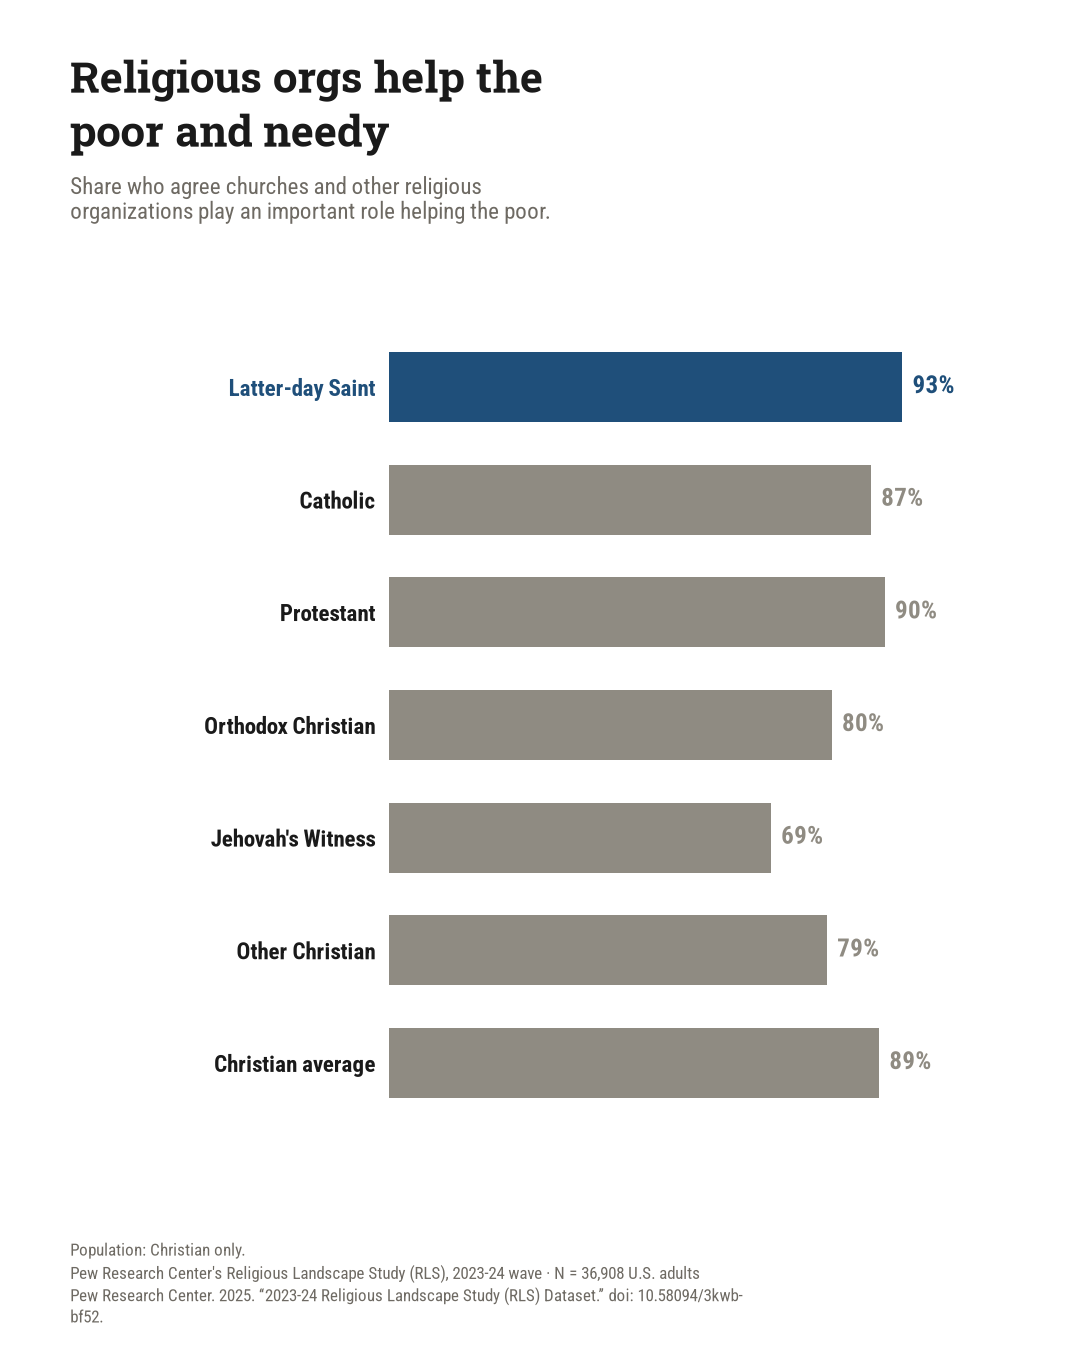 Religious orgs help the
poor and needy
Share who agree churches and other religious
organizations play an important role helping the poor.
Latter-day Saint 93%
Catholic 87%
Protestant 90%
Orthodox Christian 80%
Jehovah's Witness 69%
Other Christian 79%
Christian average 89%
Population: Christian only.
Pew Research Center's Religious Landscape Study (RLS), 2023-24 wave · N = 36,908 U.S. adults
Pew Research Center. 2025. “2023-24 Religious Landscape Study (RLS) Dataset.” doi: 10.58094/3kwb-
bf52.